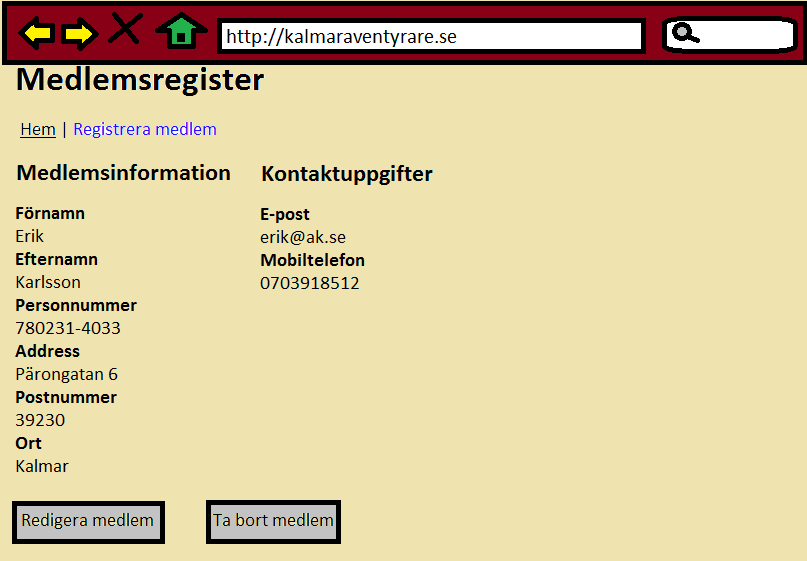 http://kalmaraventyrare.se
Medlemsregister
Hem | Registrera medlem
Medlemsinformation
Förnamn
Erik
Efternamn
Karlsson
Personnummer
780231-4033
Address
Pärongatan 6
Postnummer
39230
Ort
Kalmar
Kontaktuppgifter
E-post
erik@ak.se
Mobiltelefon
0703918512
Redigera medlem
Ta bort medlem